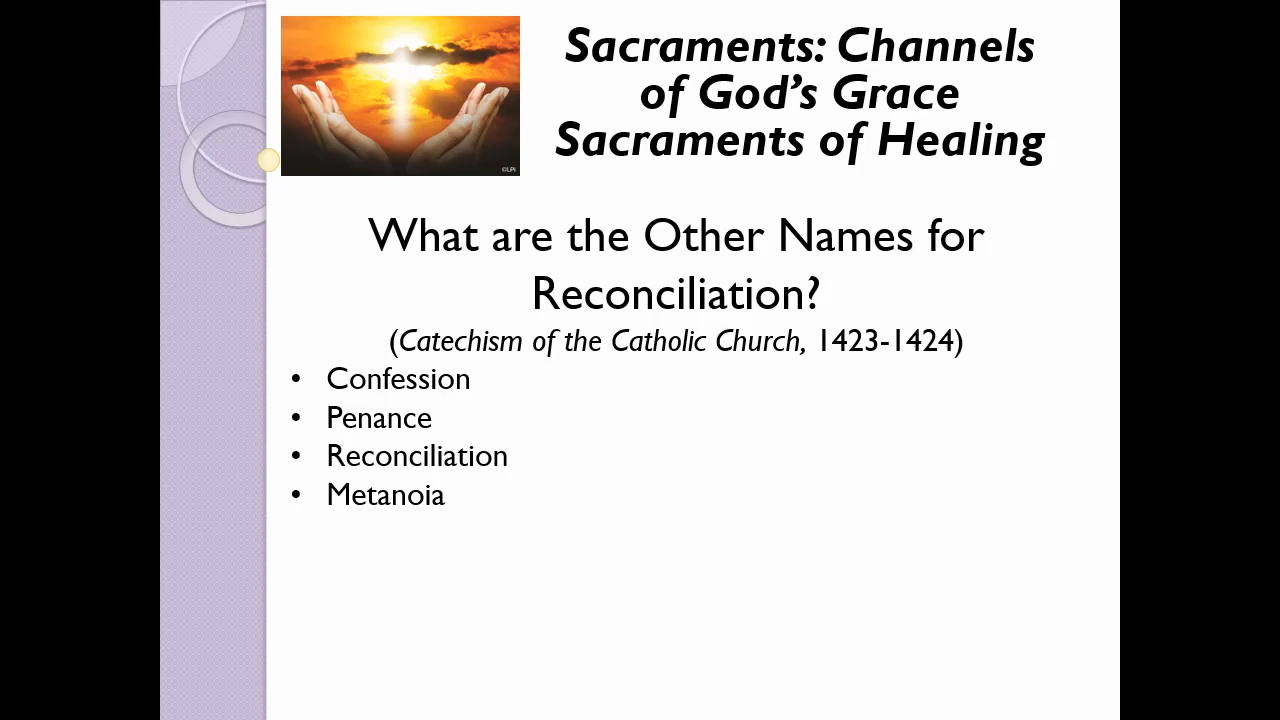 Sacraments: Channels
of God's Grace
Sacraments of Healing
©LPi
What are the Other Names for
Reconciliation?
(Catechism of the Catholic Church, 1423-1424)
• Confession
• Penance
• Reconciliation
• Metanoia